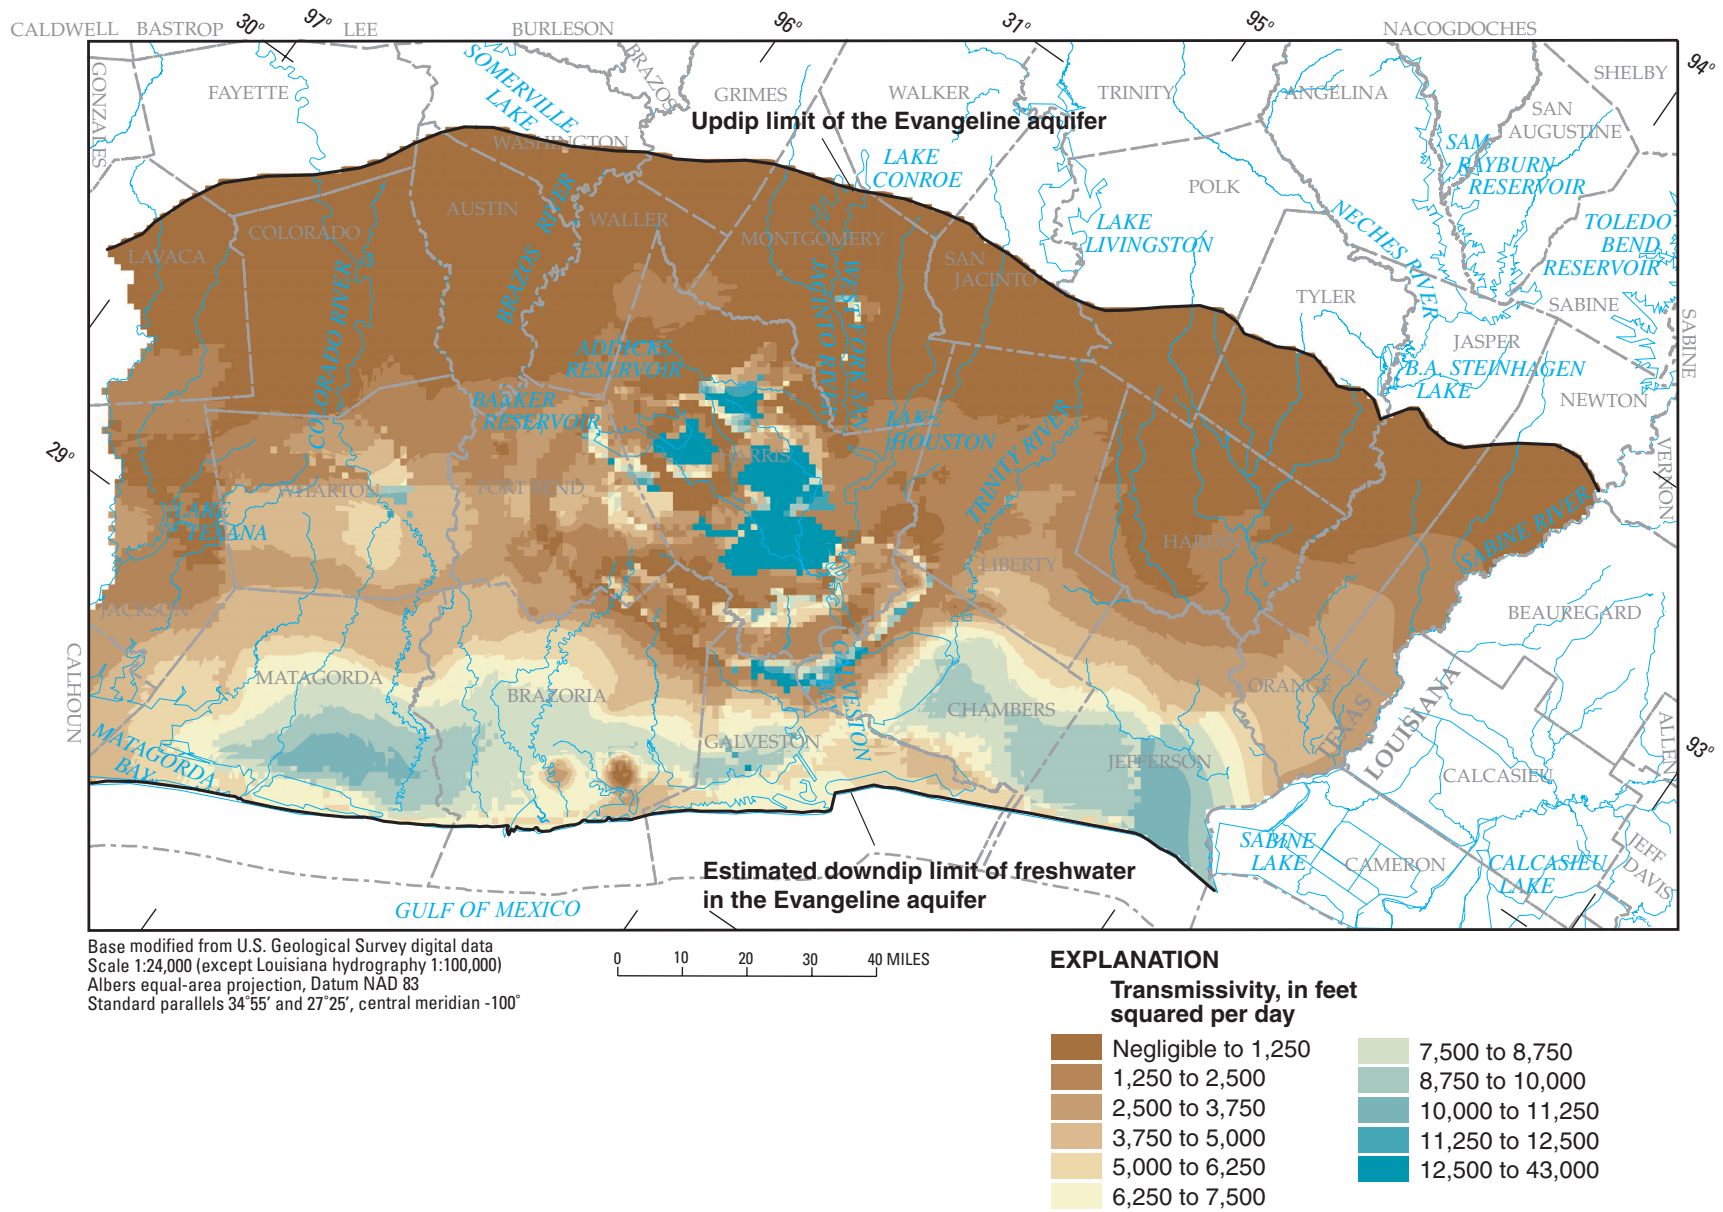 CALDWELL
BASTROP
30°
97°
LEE
BURLESON
96°
31°
95°
NACOGDOCHES
94°
GONZALES
FAYETTE
SOMERVILLE
LAKE
BRAZOS
GRIMES
WALKER
TRINITY
ANGELINA
SHELBY
SAN
AUGUSTINE
WASHINGTON
Updip limit of the Evangeline aquifer
LAKE
CONROE
SAM
RAYBURN
RESERVOIR
POLK
LAKE
LIVINGSTON
NECHES RIVER
TOLEDO
BEND
RESERVOIR
LAVACA
COLORADO
AUSTIN
BRAZOS RIVER
WALLER
MONTGOMERY
WEST FORK SAN
JACINTO RIVER
SAN
JACINTO
TYLER
SABINE
SABINE
JASPER
COLORADO RIVER
ADDICKS
RESERVOIR
B.A. STEINHAGEN
LAKE
NEWTON
BARKER
RESERVOIR
LAKE
HOUSTON
TRINITY RIVER
VERNON
29°
HARRIS
WHARTON
FORT BEND
LAKE
TEXANA
HARDIN
SABINE RIVER
LIBERTY
JACKSON
BEAUREGARD
CALHOUN
MATAGORDA
BRAZORIA
GALVESTON
BAY
CHAMBERS
ORANGE
TEXAS
LOUISIANA
ALLEN
93°
MATAGORDA
BAY
GALVESTON
JEFFERSON
CALCASIEU
SABINE
LAKE
CAMERON
CALCASIEU
LAKE
JEFF
DAVIS
Estimated downdip limit of freshwater
in the Evangeline aquifer
GULF OF MEXICO
Base modified from U.S. Geological Survey digital data
Scale 1:24,000 (except Louisiana hydrography 1:100,000)
Albers equal-area projection, Datum NAD 83
Standard parallels 34°55′ and 27°25′, central meridian -100°
0 10 20 30 40 MILES
EXPLANATION
Transmissivity, in feet
squared per day
Negligible to 1,250
1,250 to 2,500
2,500 to 3,750
3,750 to 5,000
5,000 to 6,250
6,250 to 7,500
7,500 to 8,750
8,750 to 10,000
10,000 to 11,250
11,250 to 12,500
12,500 to 43,000